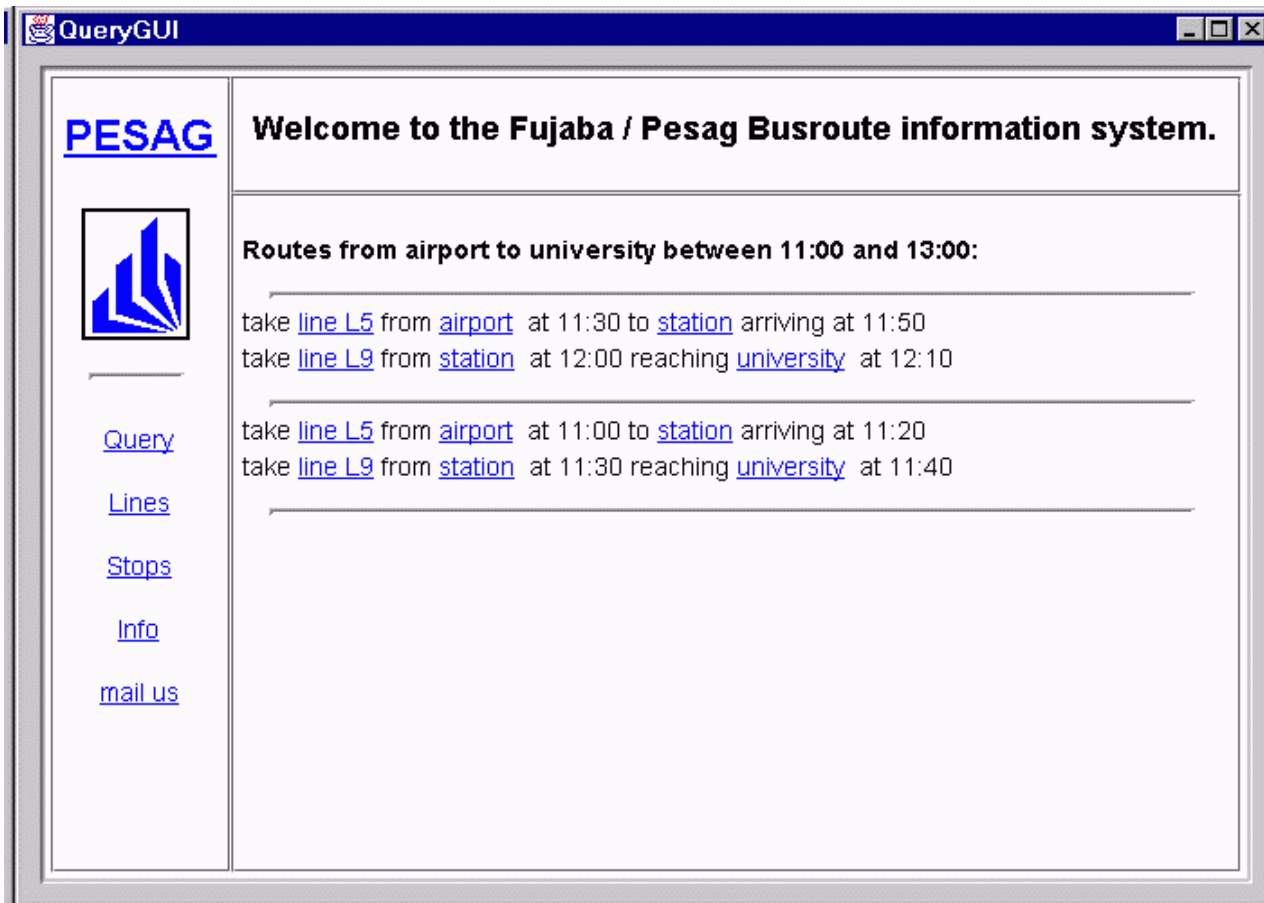 QueryGUI
PESAG
Welcome to the Fujaba / Pesag Busroute information system.
Query
Lines
Stops
Info
mail us
Routes from airport to university between 11:00 and 13:00:
take line L5 from airport at 11:30 to station arriving at 11:50
take line L9 from station at 12:00 reaching university at 12:10
take line L5 from airport at 11:00 to station arriving at 11:20
take line L9 from station at 11:30 reaching university at 11:40